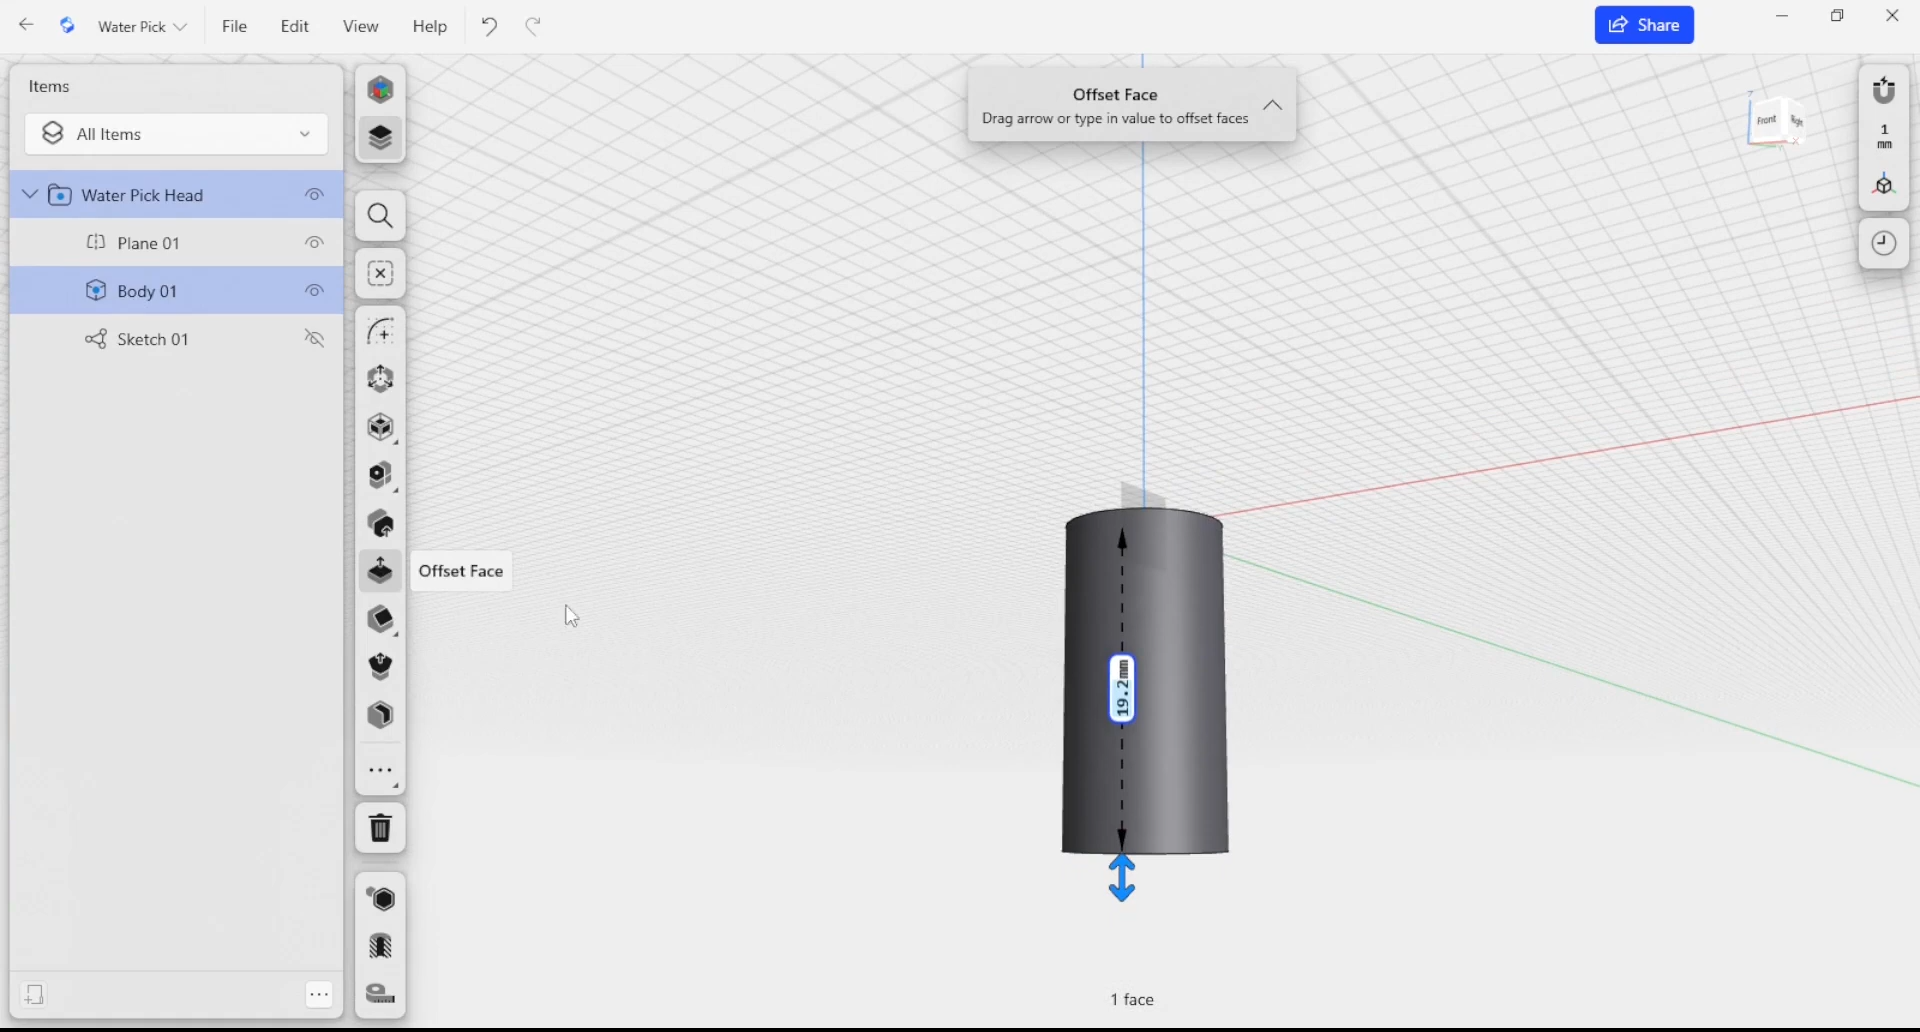 Water Pick
File
Edit
View
Help
Share
Items
All Items
Water Pick Head
Plane 01
Body 01
Sketch 01
Offset Face
Offset Face
Drag arrow or type in value to offset faces
Front
Right
1
mm
19.2mm
1 face